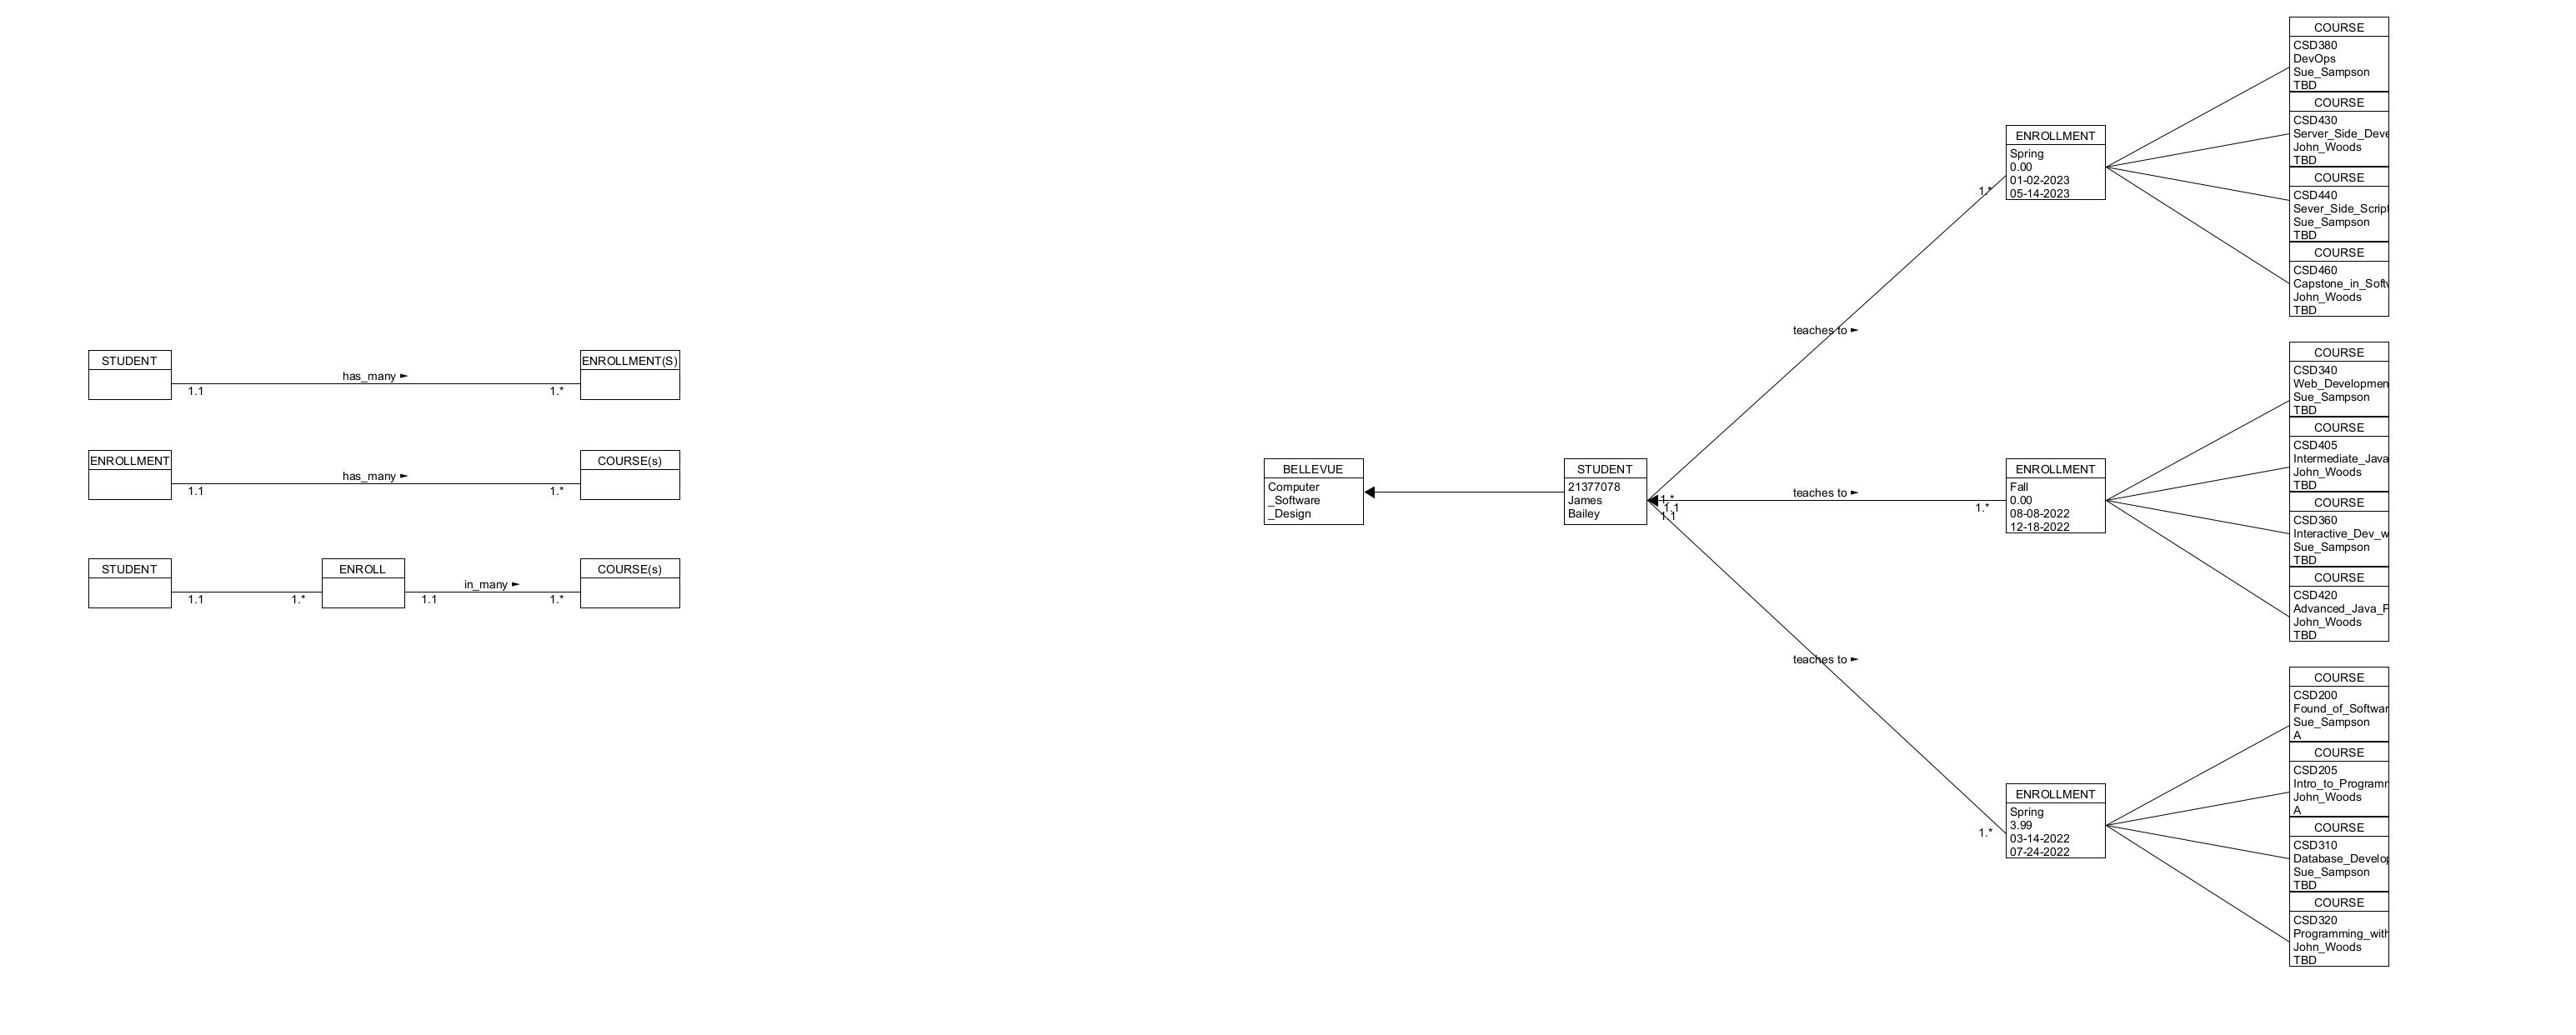 STUDENT
has_many ►
ENROLLMENT(S)
1.1
1.*
ENROLLMENT
has_many ►
COURSE(s)
1.1
1.*
STUDENT
ENROLL
in_many ►
COURSE(s)
1.1
1.*
1.1
1.*
BELLEVUE
Computer
_Software
_Design
STUDENT
21377078
James
Bailey
1.*
1.1
1.1
teaches to ►
1.*
ENROLLMENT
Spring
0.00
01-02-2023
05-14-2023
COURSE
CSD380
DevOps
Sue_Sampson
TBD
COURSE
CSD430
Server_Side_Deve
John_Woods
TBD
COURSE
CSD440
Sever_Side_Script
Sue_Sampson
TBD
COURSE
CSD460
Capstone_in_Softw
John_Woods
TBD
teaches to ►
1.*
ENROLLMENT
Fall
0.00
08-08-2022
12-18-2022
COURSE
CSD340
Web_Developmen
Sue_Sampson
TBD
COURSE
CSD405
Intermediate_Java
John_Woods
TBD
COURSE
CSD360
Interactive_Dev_w
Sue_Sampson
TBD
COURSE
CSD420
Advanced_Java_P
John_Woods
TBD
teaches to ►
1.*
ENROLLMENT
Spring
3.99
03-14-2022
07-24-2022
COURSE
CSD200
Found_of_Softwar
Sue_Sampson
A
COURSE
CSD205
Intro_to_Programm
John_Woods
A
COURSE
CSD310
Database_Develop
Sue_Sampson
TBD
COURSE
CSD320
Programming_with
John_Woods
TBD